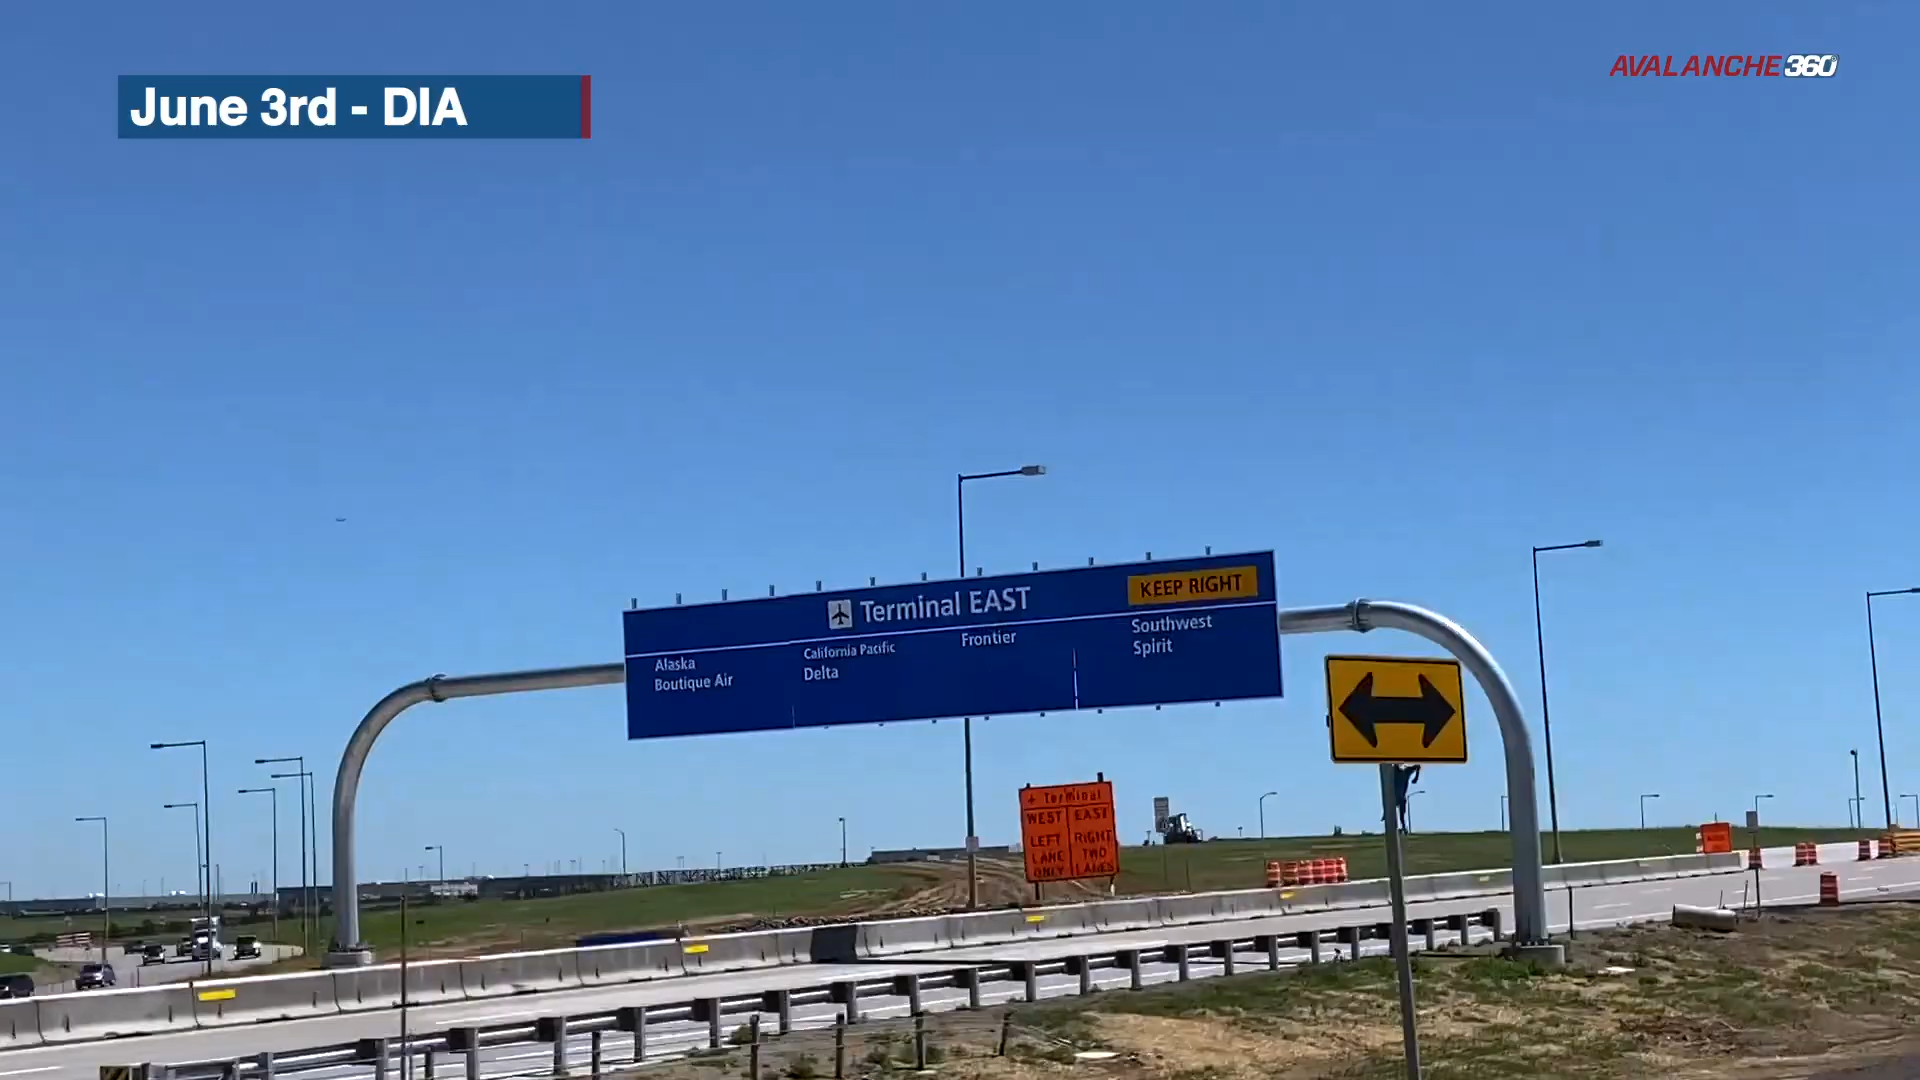 June 3rd - DIA
AVALANCHE 360°
Terminal EAST
KEEP RIGHT
Alaska
Boutique Air
California Pacific
Delta
Frontier
Southwest
Spirit
Terminal
WEST EAST
LEFT RIGHT
LANE TWO
ONLY LANES